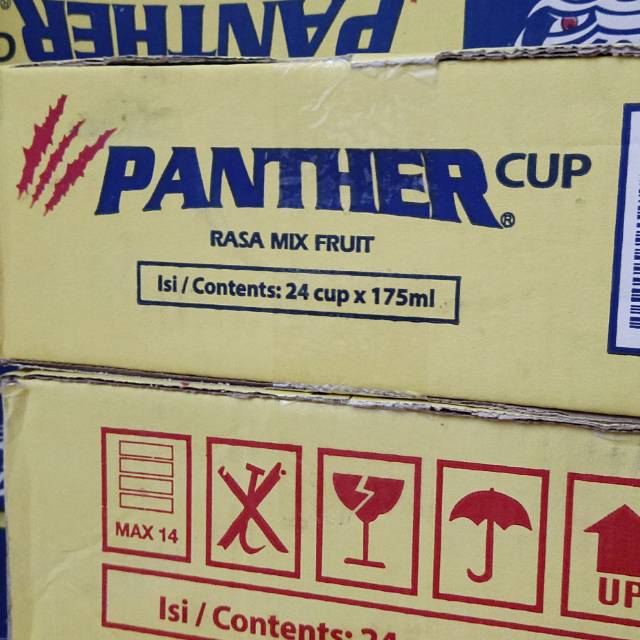 PANTHER
PANTHER CUP
®
RASA MIX FRUIT
Isi / Contents: 24 cup x 175ml
MAX 14
UP
Isi / Contents: 24